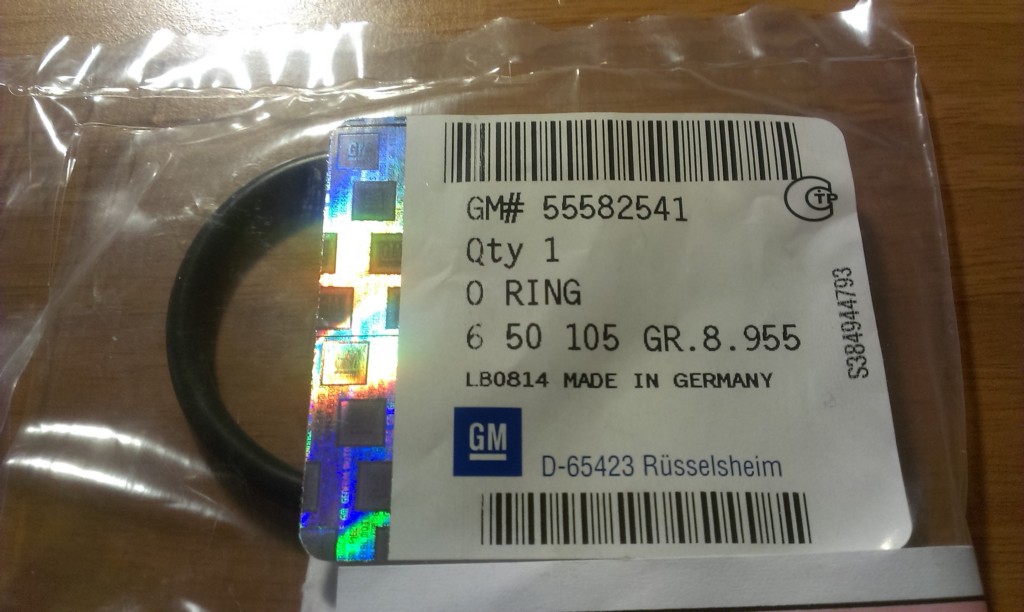 GM# 55582541
Qty 1
O RING
6 50 105 GR.8.955
LB0814 MADE IN GERMANY
GM
D-65423 Rüsselsheim
S384944793